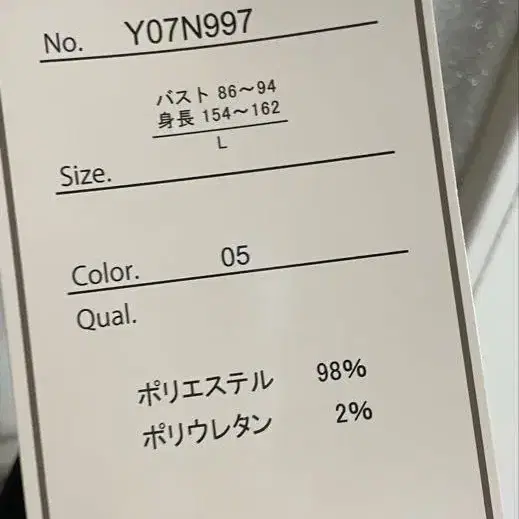 No. Y07N997
バスト 86～94
身長 154～162
L
Size.
Color. 05
Qual.
ポリエステル 98%
ポリウレタン 2%